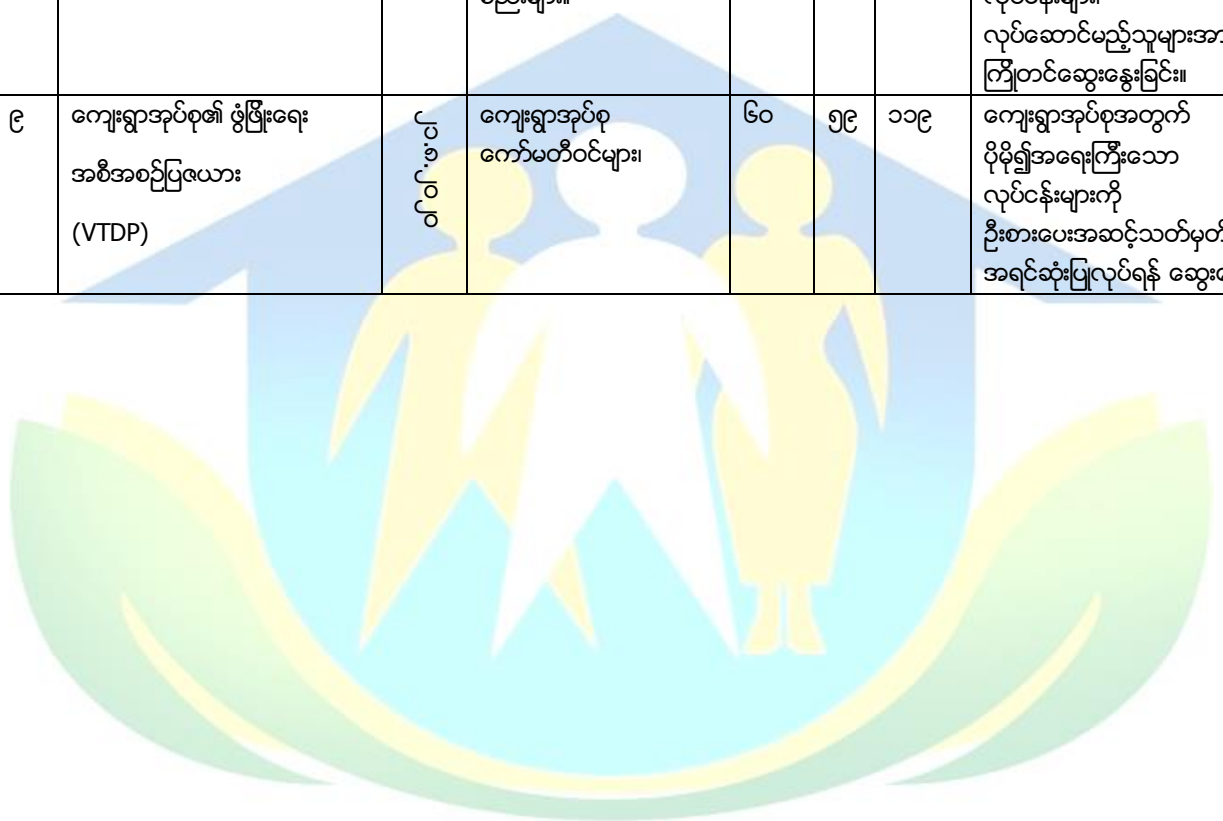 လုပ်ဆောင်မည့်သူများအား
ကြိုတင်ဆွေးနွေးခြင်း။
၉
ကျေးရွာအုပ်စု၏ ဖွံ့ဖြိုးရေး
အစီအစဉ်ပြဇယား
(VTDP)
ကျေးရွာအုပ်စု
ကော်မတီဝင်များ၊
၆၀
၅၉
၁၁၉
ကျေးရွာအုပ်စုအတွက်
ပိုမို၍အရေးကြီးသော
လုပ်ငန်းများကို
ဦးစားပေးအဆင့်သတ်မှတ်
အရင်ဆုံးပြုလုပ်ရန်